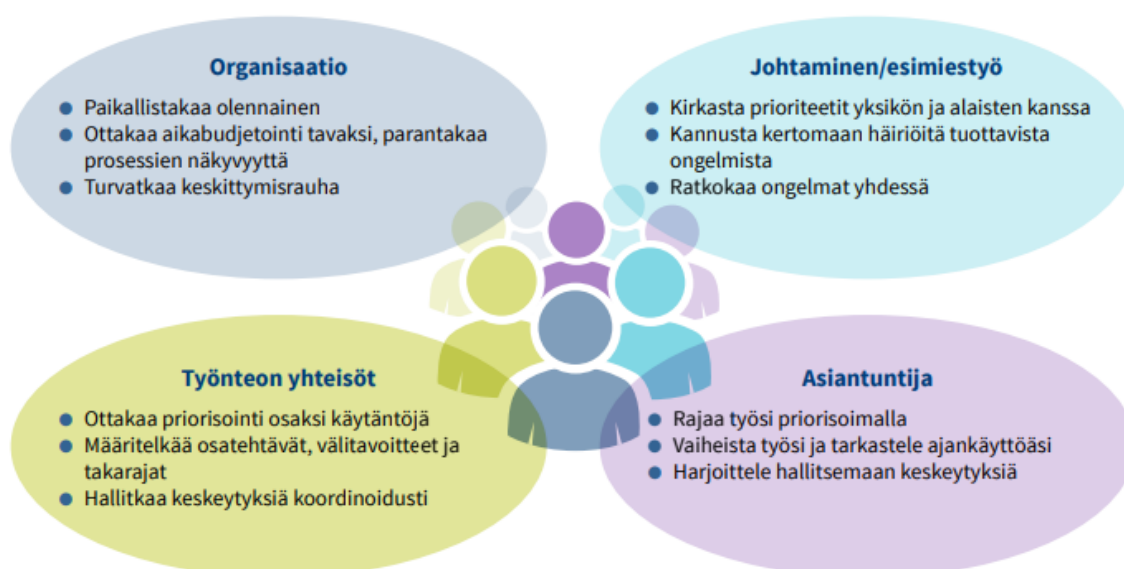 Organisaatio
● Paikallistakaa olennainen
● Ottakaa aikabudjetointi tavaksi, parantakaa
prosessien näkyvyyttä
● Turvatkaa keskittymisrauha
Johtaminen/esimiestyö
● Kirkasta prioriteetit yksikön ja alaisten kanssa
● Kannusta kertomaan häiriöitä tuottavista
ongelmista
● Ratkokaa ongelmat yhdessä
Työnteon yhteisöt
● Ottakaa priorisointi osaksi käytäntöjä
● Määritelkää osatehtävät, välitavoitteet ja
takarajat
● Hallitkaa keskeytyksiä koordinoidusti
Asiantuntija
● Rajaa työsi priorisoimalla
● Vaiheista työsi ja tarkastele ajankäyttöäsi
● Harjoittele hallitsemaan keskeytyksiä